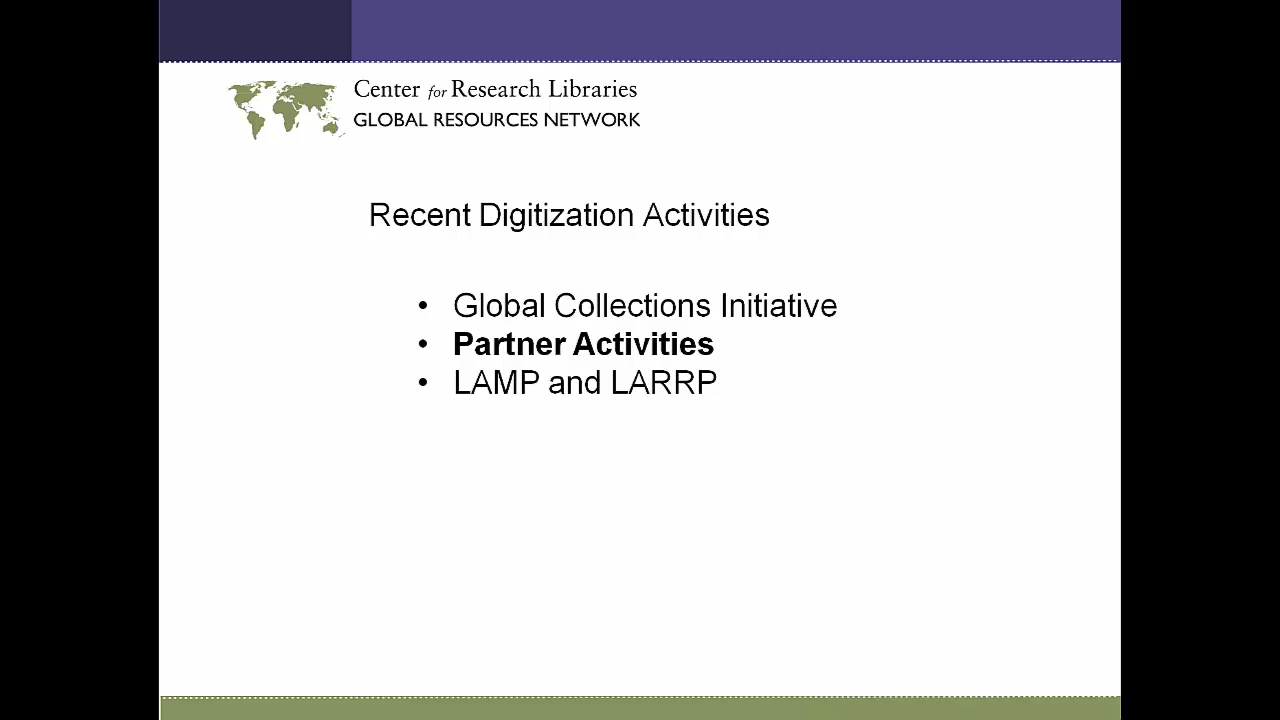 Center for Research Libraries
GLOBAL RESOURCES NETWORK
Recent Digitization Activities
• Global Collections Initiative
• Partner Activities
• LAMP and LARRP